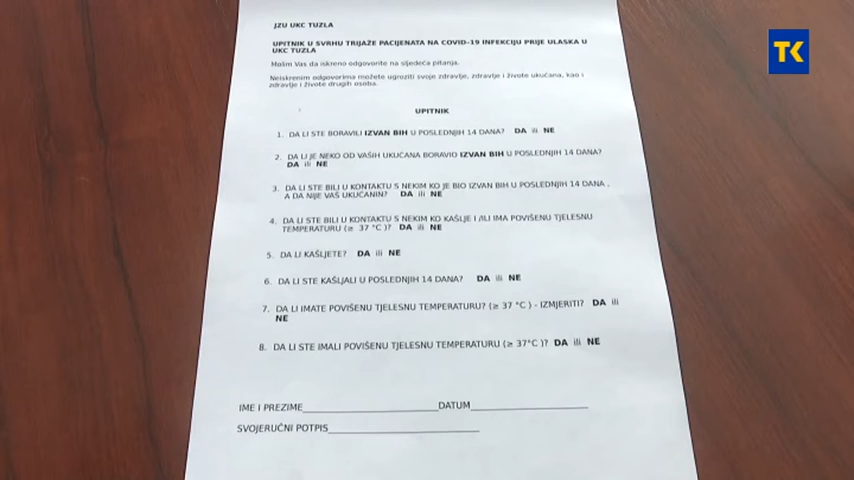 JZU UKC TUZLA
UPITNIK U SVRHU TRIJAŽE PACIJENATA NA COVID-19 INFEKCIJU PRIJE ULASKA U
UKC TUZLA
Molim Vas da iskreno odgovorite na sljedeća pitanja.
Neiskrenim odgovorima možete ugroziti svoje zdravlje, zdravlje i živote ukućana, kao i
zdravlje i živote drugih osoba.
UPITNIK
1. DA LI STE BORAVILI IZVAN BIH U POSLEDNJIH 14 DANA? DA ili NE
2. DA LI JE NEKO OD VAŠIH UKUĆANA BORAVIO IZVAN BIH U POSLEDNJIH 14 DANA?
DA ili NE
3. DA LI STE BILI U KONTAKTU S NEKIM KO JE BIO IZVAN BIH U POSLEDNJIH 14 DANA ,
A DA NIJE VAŠ UKUĆANIN? DA ili NE
4. DA LI STE BILI U KONTAKTU S NEKIM KO KAŠLJE I /ILI IMA POVIŠENU TJELESNU
TEMPERATURU (≥ 37 °C )? DA ili NE
5. DA LI KAŠLJETE? DA ili NE
6. DA LI STE KAŠLJALI U POSLEDNJIH 14 DANA? DA ili NE
7. DA LI IMATE POVIŠENU TJELESNU TEMPERATURU? (≥ 37 °C ) - IZMJERITI? DA ili
NE
8. DA LI STE IMALI POVIŠENU TJELESNU TEMPERATURU (≥ 37°C )? DA ili NE
IME I PREZIME______________________DATUM___________________
SVOJERUČNI POTPIS________________________
TK